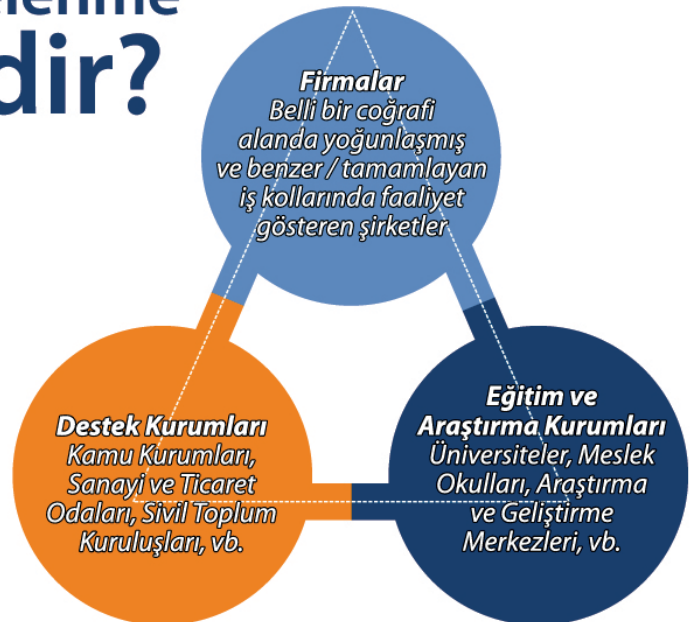 dir?
Firmalar
Belli bir coğrafi
alanda yoğunlaşmış
ve benzer / tamamlayan
iş kollarında faaliyet
gösteren şirketler
Destek Kurumları
Kamu Kurumları,
Sanayi ve Ticaret
Odaları, Sivil Toplum
Kuruluşları, vb.
Eğitim ve
Araştırma Kurumları
Üniversiteler, Meslek
Okulları, Araştırma
ve Geliştirme
Merkezleri, vb.